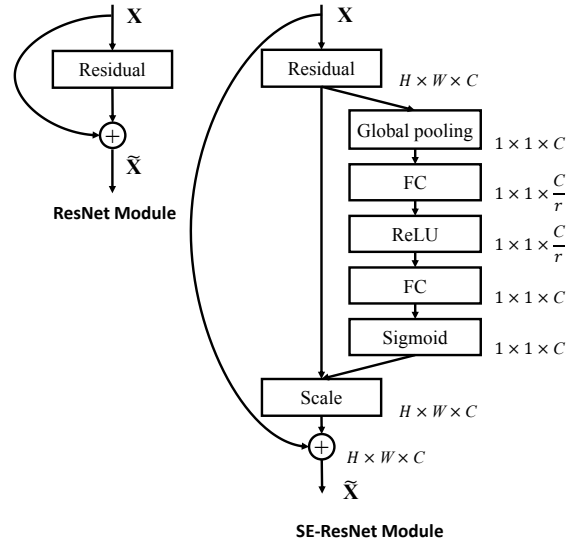 X
Residual
+
X̃
ResNet Module
X
Residual
H × W × C
Global pooling
1 × 1 × C
FC
1 × 1 × C/r
ReLU
1 × 1 × C/r
FC
1 × 1 × C
Sigmoid
1 × 1 × C
Scale
H × W × C
+
H × W × C
X̃
SE-ResNet Module